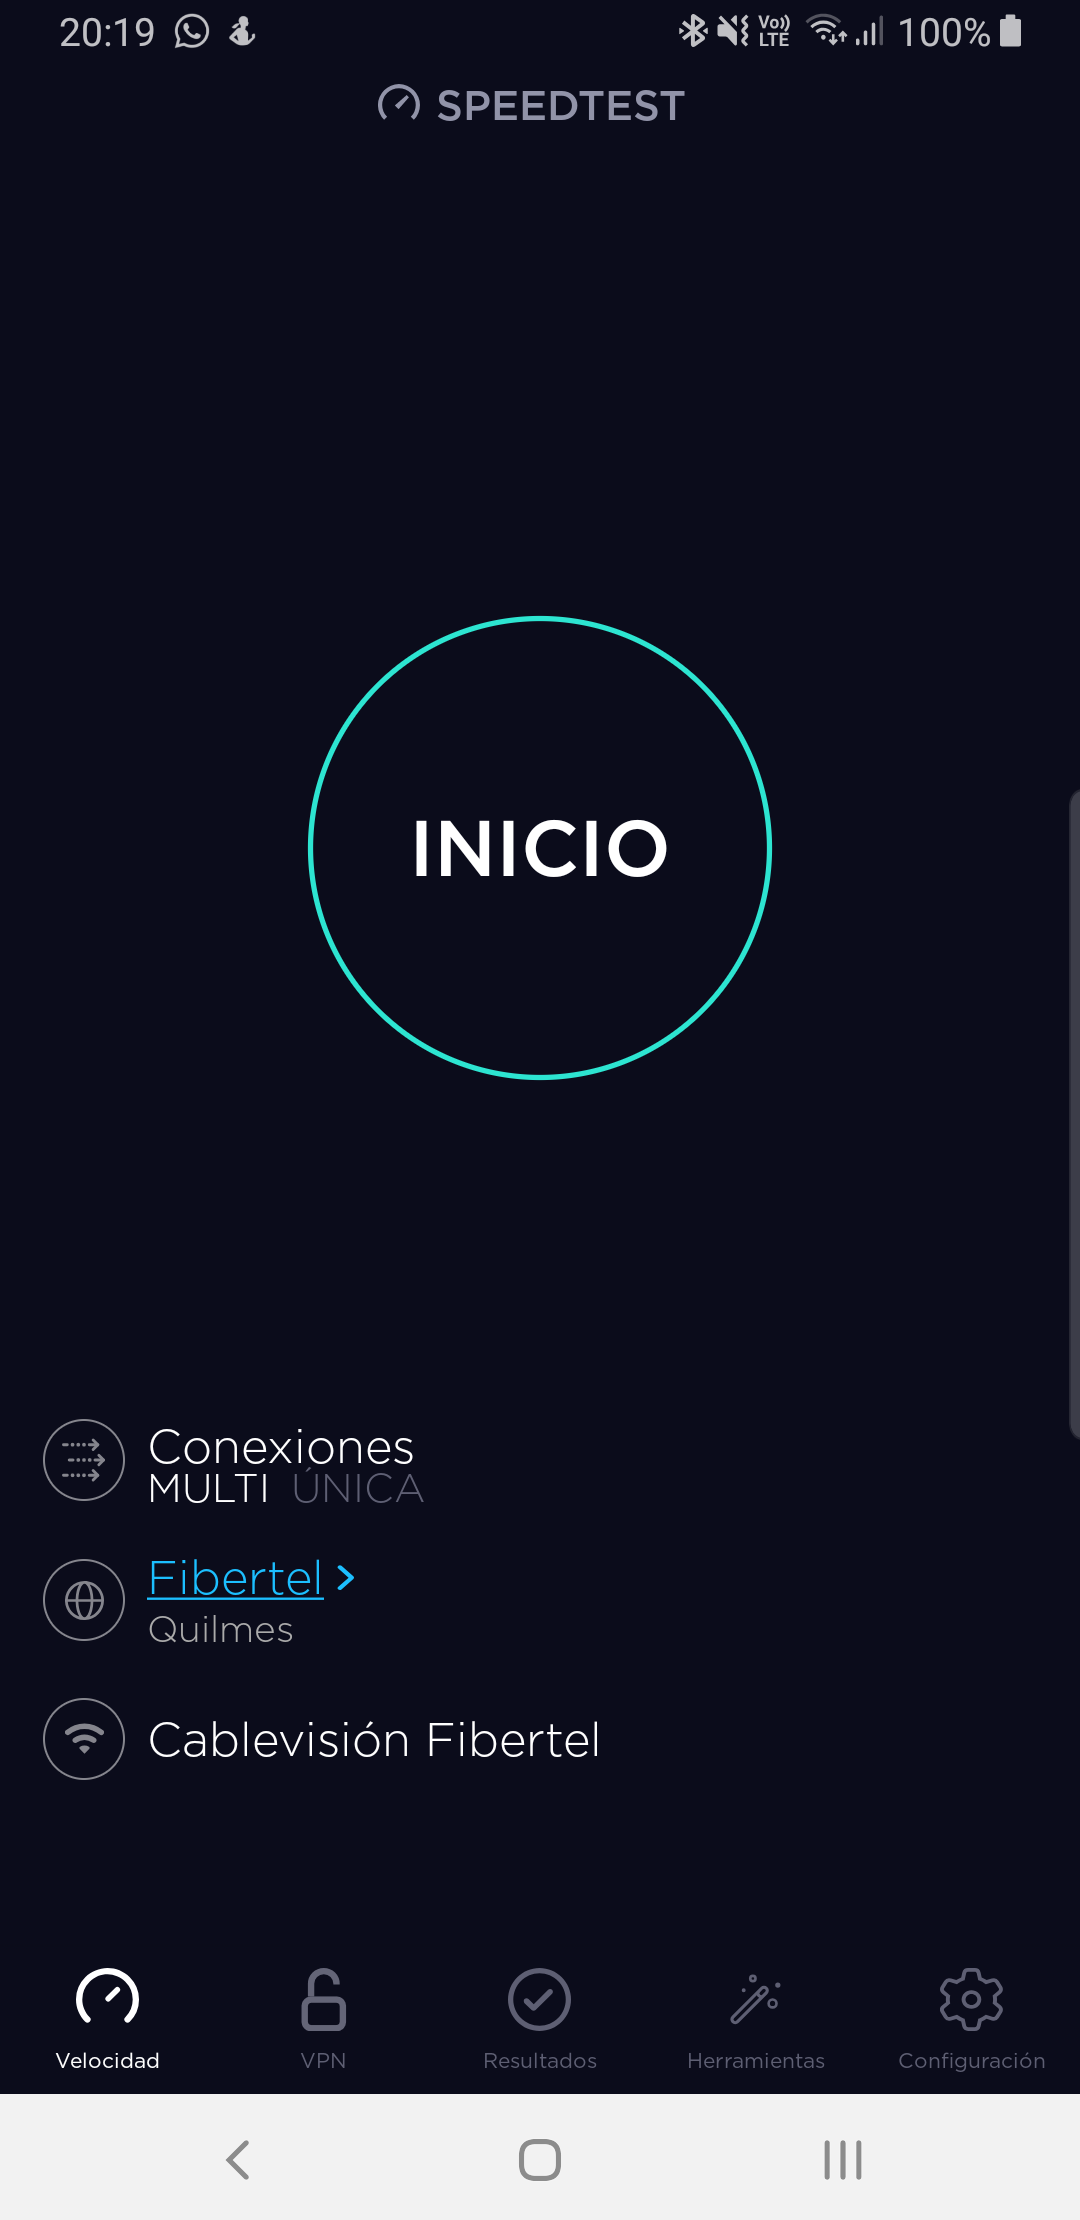 20:19 Vo)) LTE 100%
SPEEDTEST
INICIO
Conexiones
MULTI ÚNICA
Fibertel >
Quilmes
Cablevisión Fibertel
Velocidad VPN Resultados Herramientas Configuración